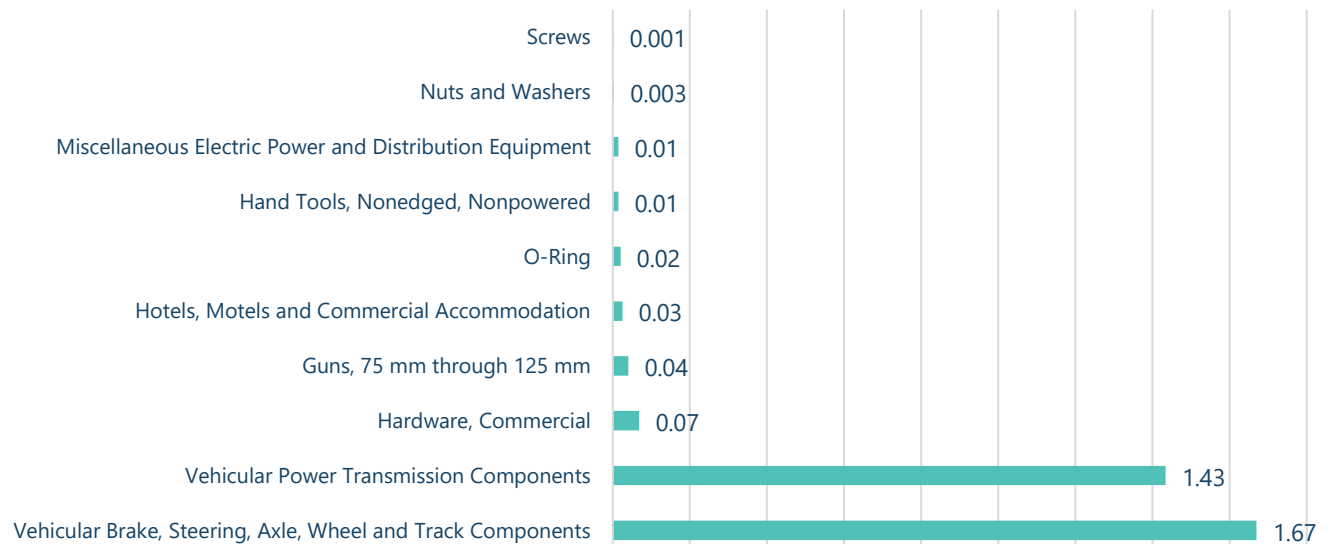 Screws 0.001
Nuts and Washers 0.003
Miscellaneous Electric Power and Distribution Equipment 0.01
Hand Tools, Nonedged, Nonpowered 0.01
O-Ring 0.02
Hotels, Motels and Commercial Accommodation 0.03
Guns, 75 mm through 125 mm 0.04
Hardware, Commercial 0.07
Vehicular Power Transmission Components 1.43
Vehicular Brake, Steering, Axle, Wheel and Track Components 1.67